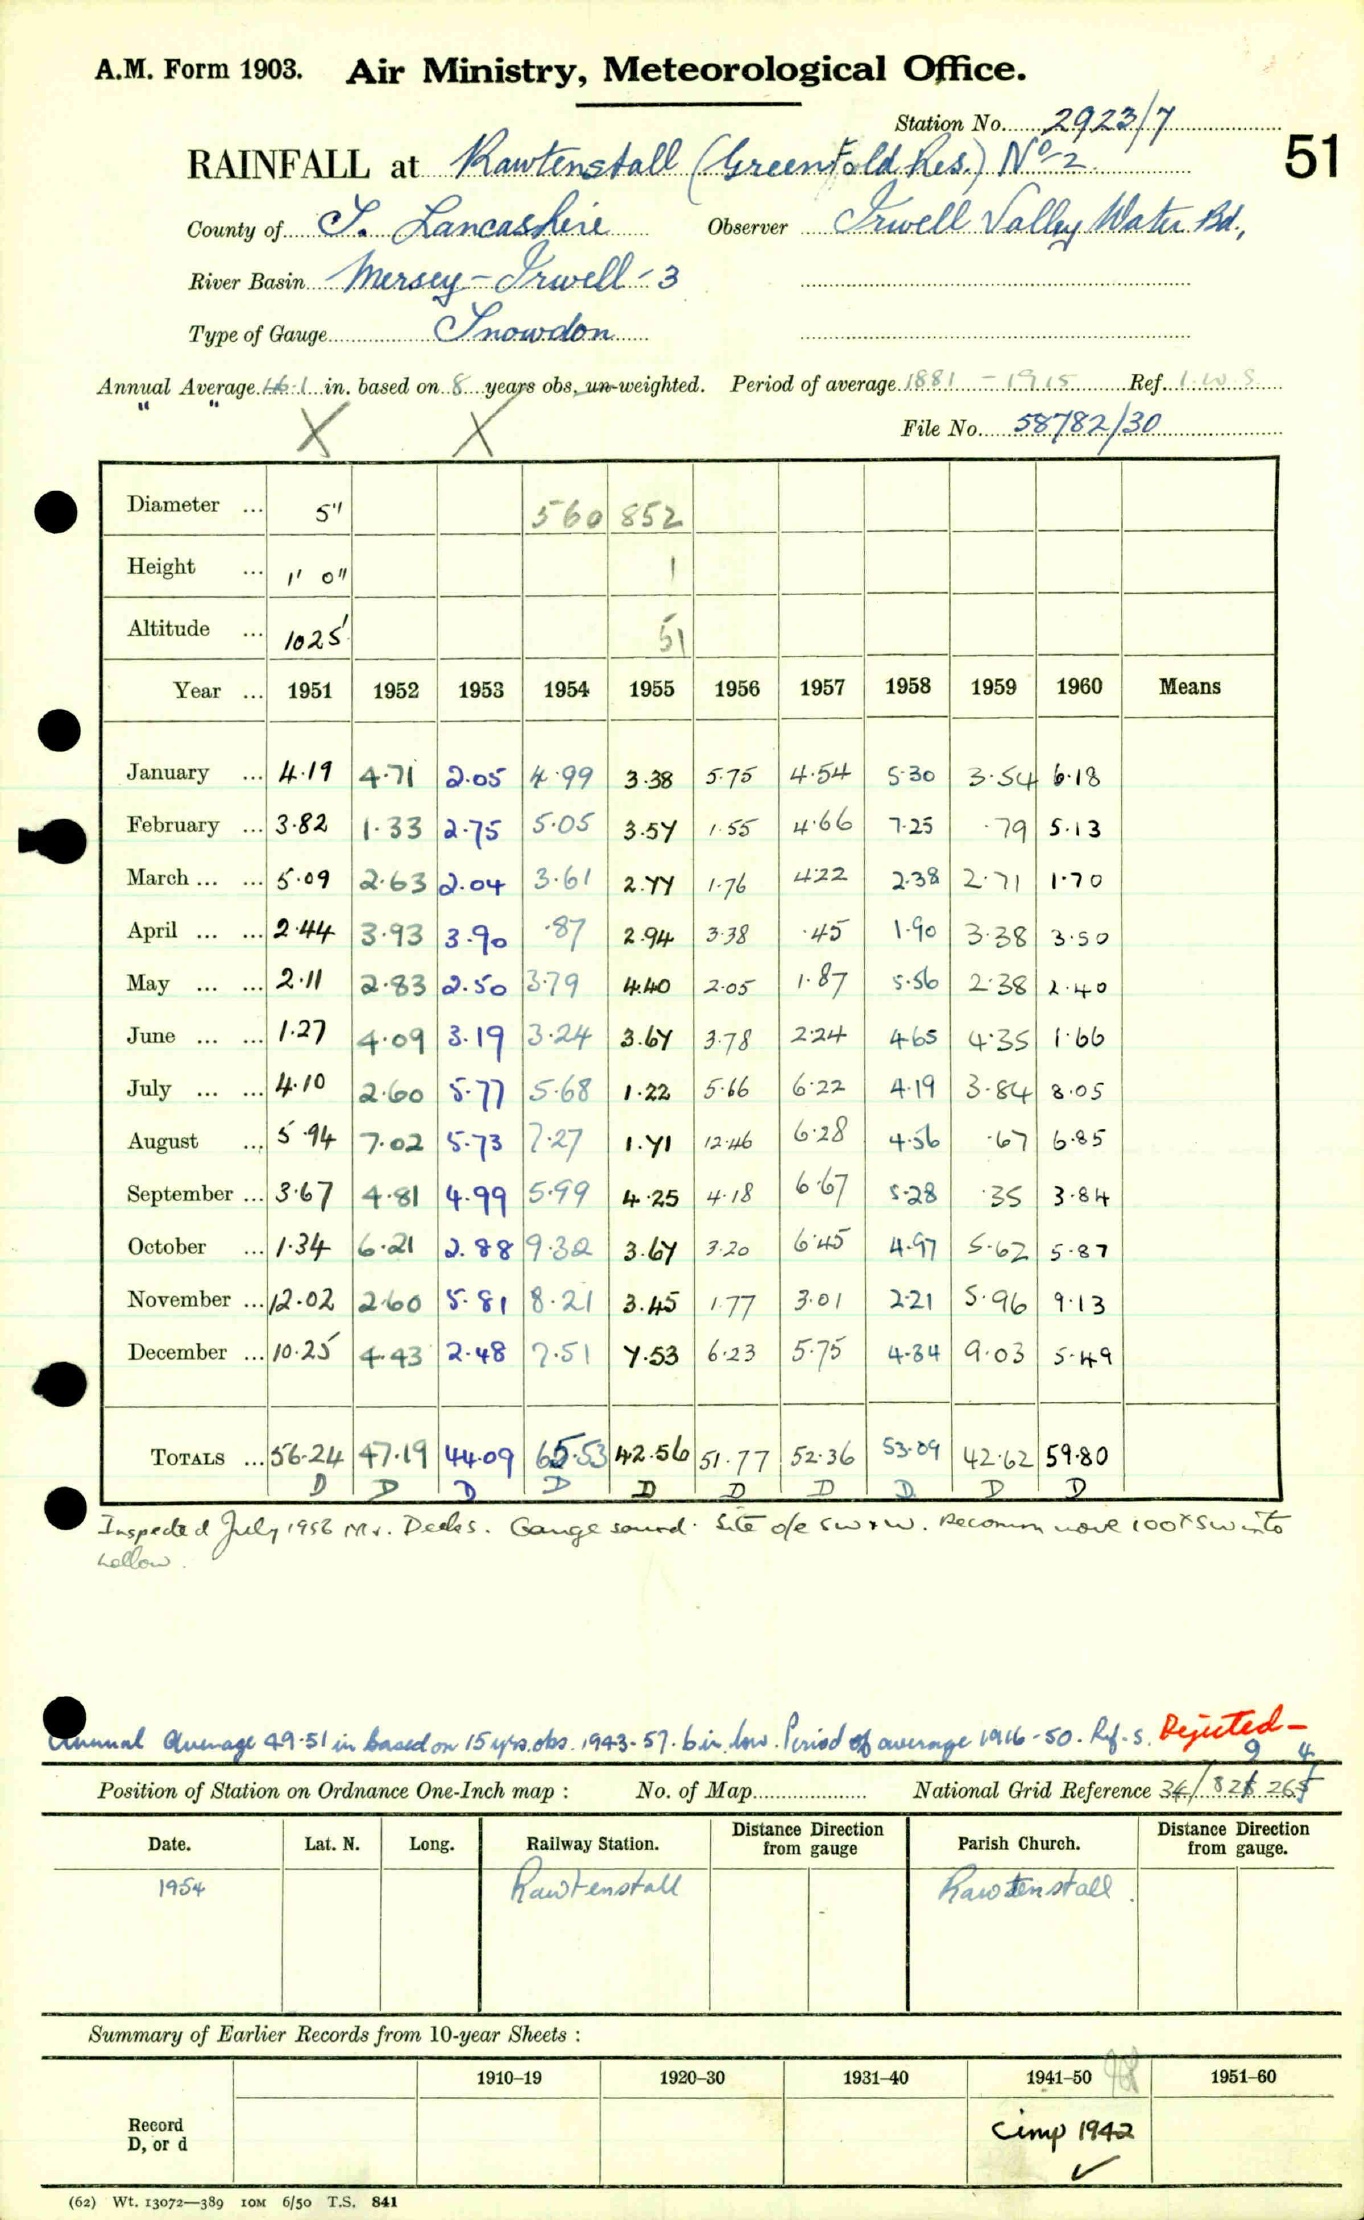 A.M. Form 1903. Air Ministry, Meteorological Office.
Station No. 2923/7
51
RAINFALL at Rawtenstall (Greenfold Res.) No 2
County of S. Lancashire Observer Irwell Valley Water Bd.,
River Basin Mersey - Irwell - 3
Type of Gauge Snowdon
Annual Average 46.1 in. based on 8 years obs. un-weighted. Period of average 1881 - 1915 Ref. I.W.S.
" "
X X File No. 58782/30
Diameter ... 5" 560 852
Height ... 1' 0" 1
Altitude ... 1025' 51
Year ... 1951 1952 1953 1954 1955 1956 1957 1958 1959 1960 Means
January ... 4.19 4.71 2.05 4.99 3.38 5.75 4.54 5.30 3.54 6.18
February ... 3.82 1.33 2.75 5.05 3.57 1.55 4.66 7.25 .79 5.13
March ... ... 5.09 2.63 2.04 3.61 2.77 1.76 4.22 2.38 2.71 1.70
April ... ... 2.44 3.93 3.90 .87 2.94 3.38 .45 1.90 3.38 3.50
May ... ... 2.11 2.83 2.50 3.79 4.40 2.05 1.87 5.56 2.38 2.40
June ... ... 1.27 4.09 3.19 3.24 3.67 3.78 2.24 4.65 4.35 1.66
July ... ... 4.10 2.60 5.77 5.68 1.22 5.66 6.22 4.19 3.84 8.05
August ... 5.94 7.02 5.73 7.27 1.71 12.46 6.28 4.56 .67 6.85
September ... 3.67 4.81 4.99 5.99 4.25 4.18 6.67 5.28 .35 3.84
October ... 1.34 6.21 2.88 9.32 3.67 3.20 6.45 4.97 5.62 5.87
November ... 12.02 2.60 5.81 8.21 3.45 1.77 3.01 2.21 5.96 9.13
December ... 10.25 4.43 2.48 7.51 7.53 6.23 5.75 4.84 9.03 5.49
TOTALS ... 56.24 47.19 44.09 65.53 42.56 51.77 52.36 53.09 42.62 59.80
D D D D D D D D D D
Inspected July 1956 Mr. Deeks. Gauge sound. Site o/e SW & W. Recomm move 100x SW into
hollow.
Annual Average 49.51 in based on 15 yrs. obs. 1943-57. 6 in. low. Period of average 1916-50. Ref. S. Rejected -
9 4
Position of Station on Ordnance One-Inch map : No. of Map National Grid Reference 34/828 265
Date. Lat. N. Long. Railway Station. Distance Direction from gauge Parish Church. Distance Direction from gauge.
1954 Rawtenstall Rawtenstall.
Summary of Earlier Records from 10-year Sheets :
1910–19 1920–30 1931–40 1941–50 1951–60
Record
D, or d
Cimp 1942
✓
(62) Wt. 13072—389 10M 6/50 T.S. 841